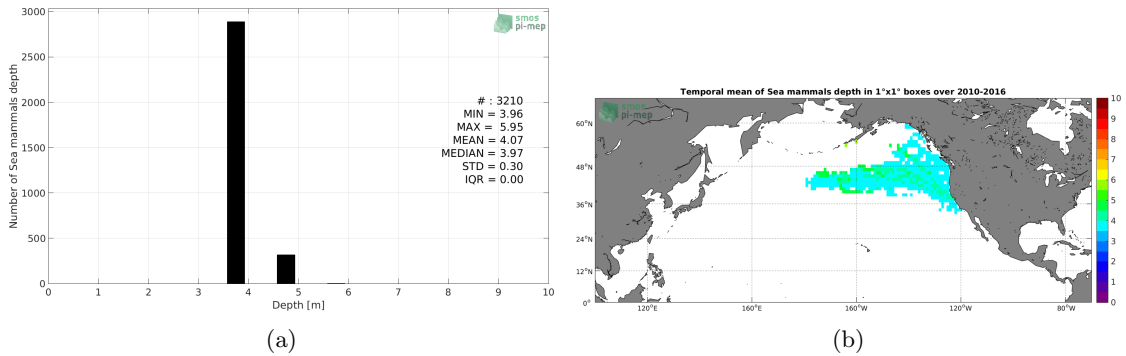 3000
2500
2000
1500
1000
500
0
Number of Sea mammals depth
smos
pi-mep
# : 3210
MIN = 3.96
MAX = 5.95
MEAN = 4.07
MEDIAN = 3.97
STD = 0.30
IQR = 0.00
0 1 2 3 4 5 6 7 8 9 10
Depth [m]
(a)
Temporal mean of Sea mammals depth in 1°x1° boxes over 2010-2016
smos
pi-mep
60°N
48°N
36°N
24°N
12°N
0°
120°E 160°E 160°W 120°W 80°W
10
9
8
7
6
5
4
3
2
1
0
(b)